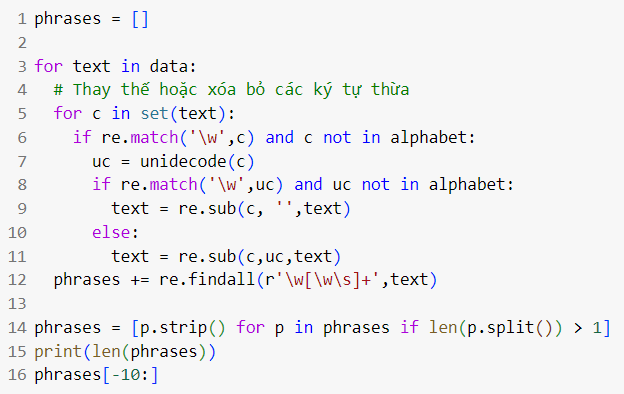 1 phrases = []
2
3 for text in data:
4   # Thay thế hoặc xóa bỏ các ký tự thừa
5   for c in set(text):
6     if re.match('\w',c) and c not in alphabet:
7       uc = unidecode(c)
8       if re.match('\w',uc) and uc not in alphabet:
9         text = re.sub(c, '',text)
10       else:
11         text = re.sub(c,uc,text)
12   phrases += re.findall(r'\w[\w\s]+',text)
13
14 phrases = [p.strip() for p in phrases if len(p.split()) > 1]
15 print(len(phrases))
16 phrases[-10:]